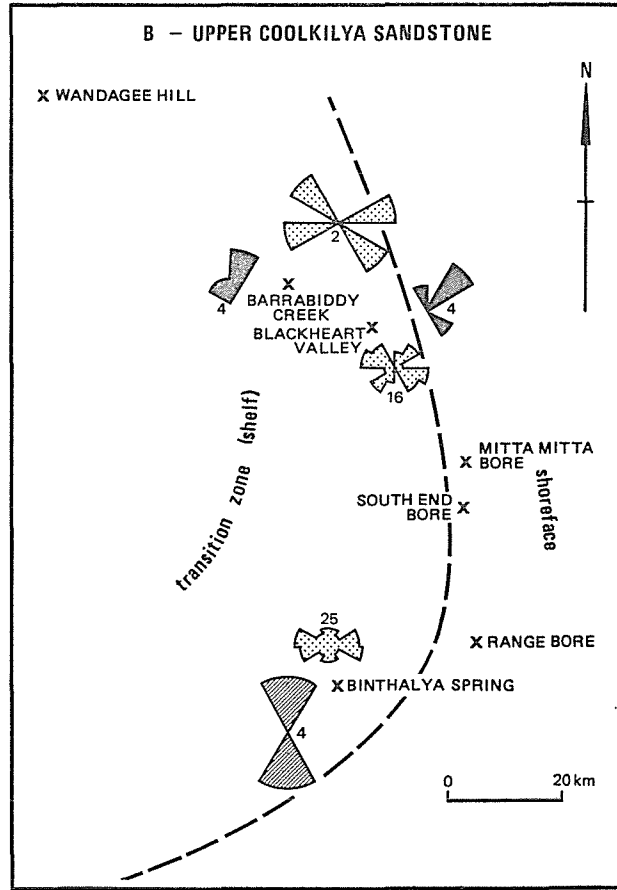 B – UPPER COOLKILYA SANDSTONE
N
x WANDAGEE HILL
2
4
x
BARRABIDDY
CREEK
4
BLACKHEART x
VALLEY
16
transition zone (shelf)
x MITTA MITTA
BORE
SOUTH END x
BORE
shoreface
25
x RANGE BORE
x BINTHALYA SPRING
4
0 20 km